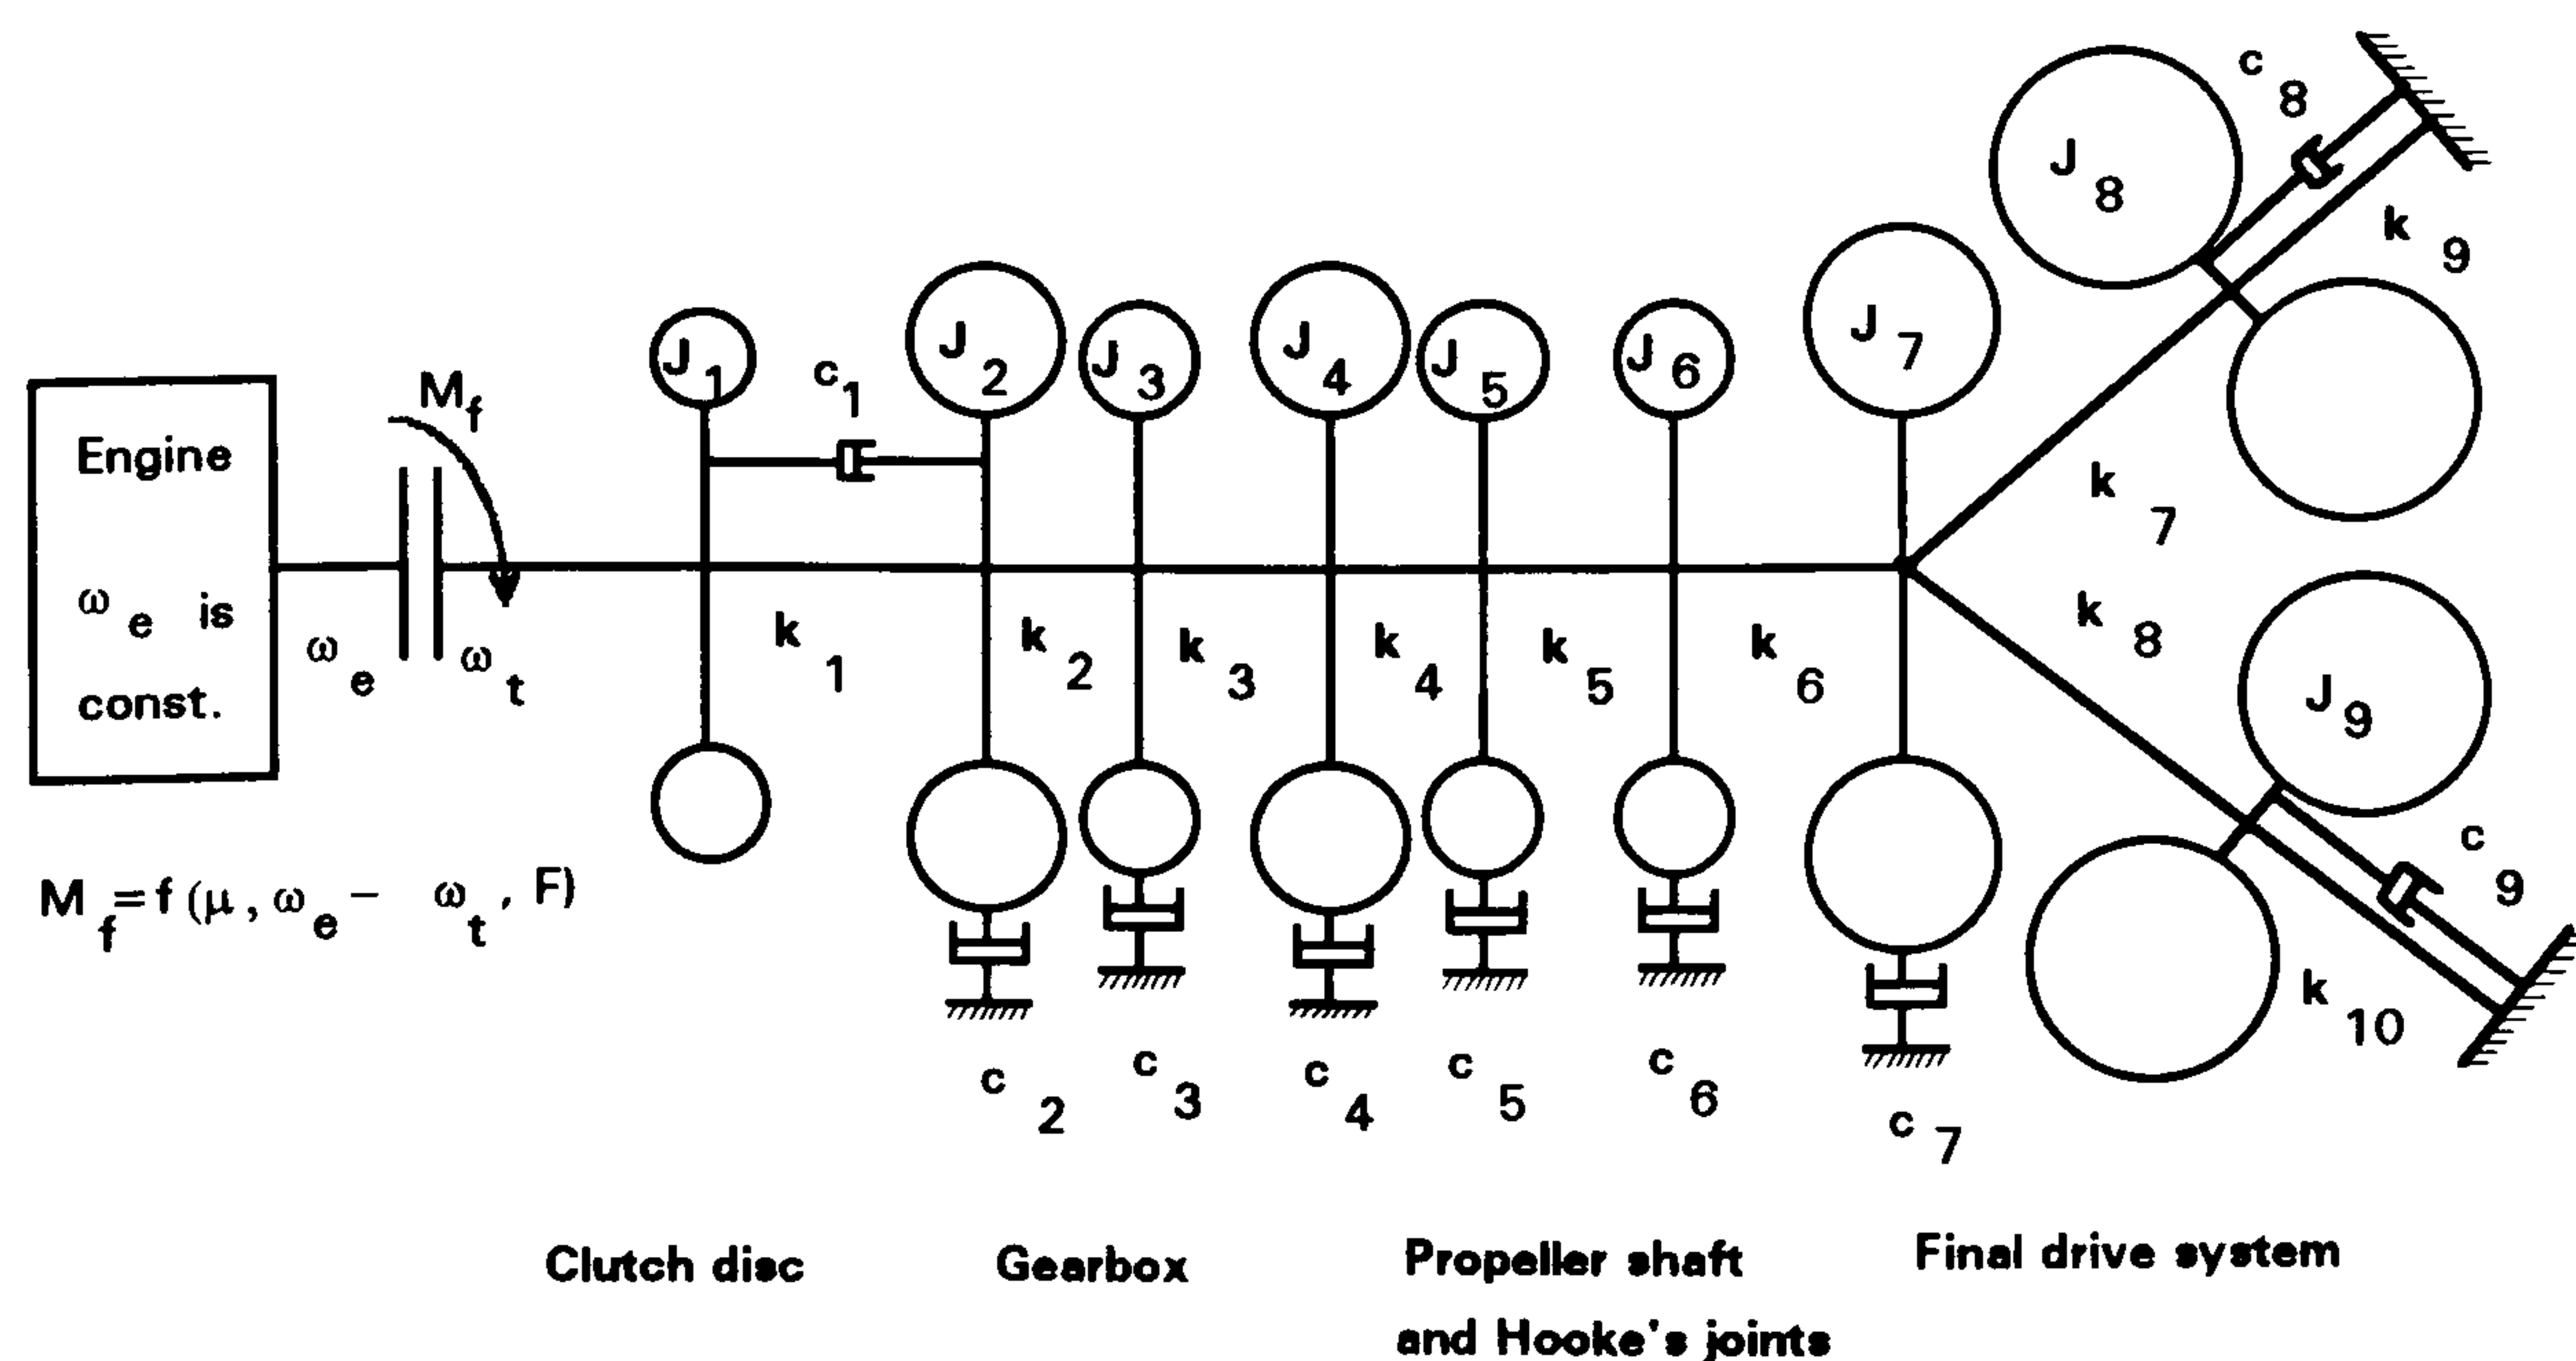 Engine
ω e is
const.
M f
ω e
ω t
M f = f (μ, ω e - ω t, F)
J 1
c 1
J 2
J 3
J 4
J 5
J 6
J 7
J 8
c 8
k 9
k 1
k 2
k 3
k 4
k 5
k 6
k 7
k 8
J 9
c 9
k 10
c 2
c 3
c 4
c 5
c 6
c 7
Clutch disc
Gearbox
Propeller shaft
and Hooke's joints
Final drive system